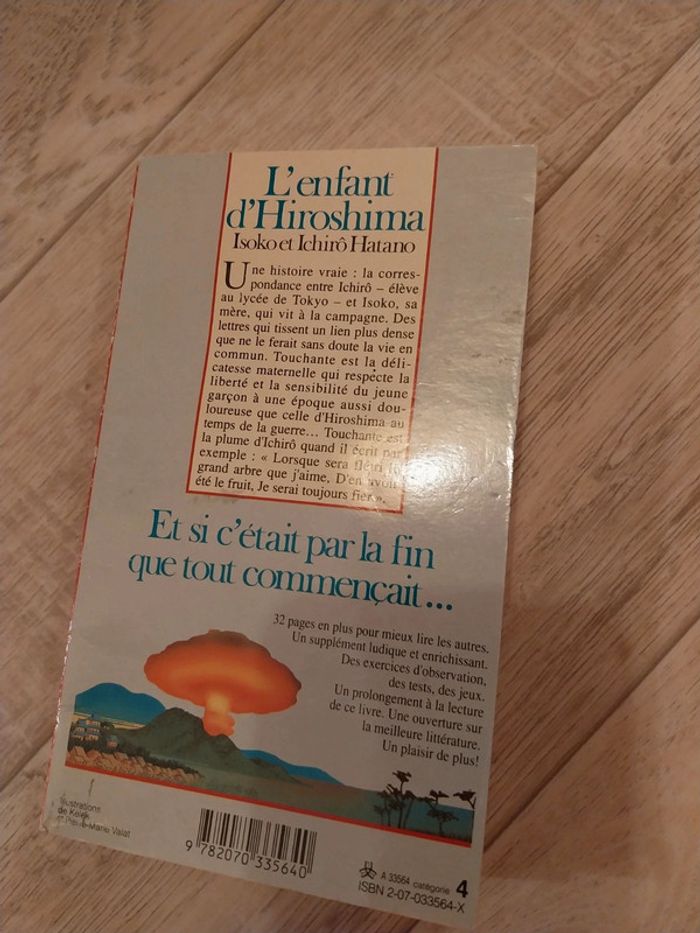 L'enfant
d'Hiroshima
Isoko et Ichirô Hatano
Une histoire vraie : la corres-
pondance entre Ichirô – élève
au lycée de Tokyo – et Isoko, sa
mère, qui vit à la campagne. Des
lettres qui tissent un lien plus dense
que ne le ferait sans doute la vie en
commun. Touchante est la déli-
catesse maternelle qui respecte la
liberté et la sensibilité du jeune
garçon à une époque aussi dou-
loureuse que celle d'Hiroshima au
temps de la guerre... Touchante est
la plume d'Ichirô quand il écrit par
exemple : « Lorsque sera flétri le
grand arbre que j'aime, D'en avoir
été le fruit, Je serai toujours fier ».
Et si c'était par la fin
que tout commençait...
32 pages en plus pour mieux lire les autres.
Un supplément ludique et enrichissant.
Des exercices d'observation,
des tests, des jeux.
Un prolongement à la lecture
de ce livre. Une ouverture sur
la meilleure littérature.
Un plaisir de plus!
Illustrations
de Kelek
et Pierre-Marie Valat
9 782070 335640
A 33564 catégorie 4
ISBN 2-07-033564-X